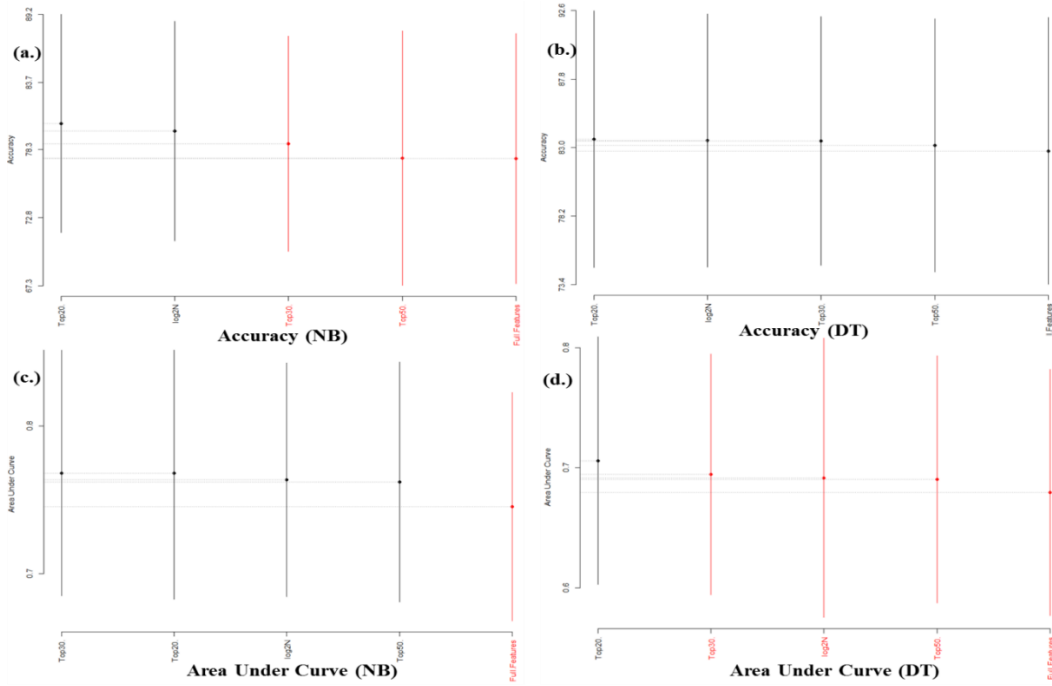 (a.)
89.2
83.7
78.3
72.8
67.3
Accuracy
Top20.
log2N
Top30.
Top50.
Full.Features
Accuracy (NB)
(b.)
92.6
87.8
83.0
78.2
73.4
Accuracy
Top20.
log2N
Top30.
Top50.
l.Features
Accuracy (DT)
(c.)
0.8
0.7
Area Under Curve
Top30.
Top20.
log2N
Top50.
Full.Features
Area Under Curve (NB)
(d.)
0.8
0.7
0.6
Area Under Curve
Top20.
Top30.
log2N
Top50.
Full.Features
Area Under Curve (DT)